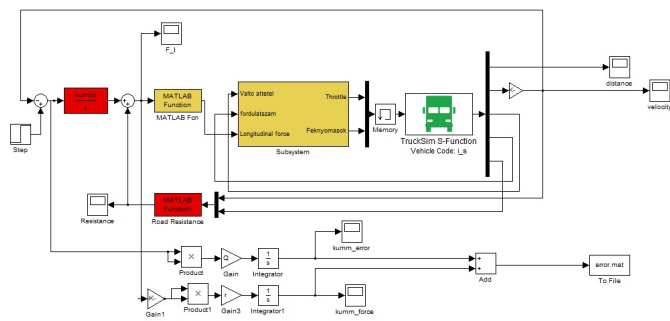 F_l
distance
velocity
Step
MATLAB
Function
MATLAB Fcn
Valto attetel
fordulatszam
Longitudinal force
Throttle
Feknyomasok
Subsystem
Memory
TruckSim S-Function
Vehicle Code: i_s
Resistance
MATLAB
Function
Road Resistance
×
Product
Q
Gain
1
s
Integrator
kumm_error
+
+
Add
error.mat
To File
-K-
Gain1
×
Product1
r
Gain3
1
s
Integrator1
kumm_force